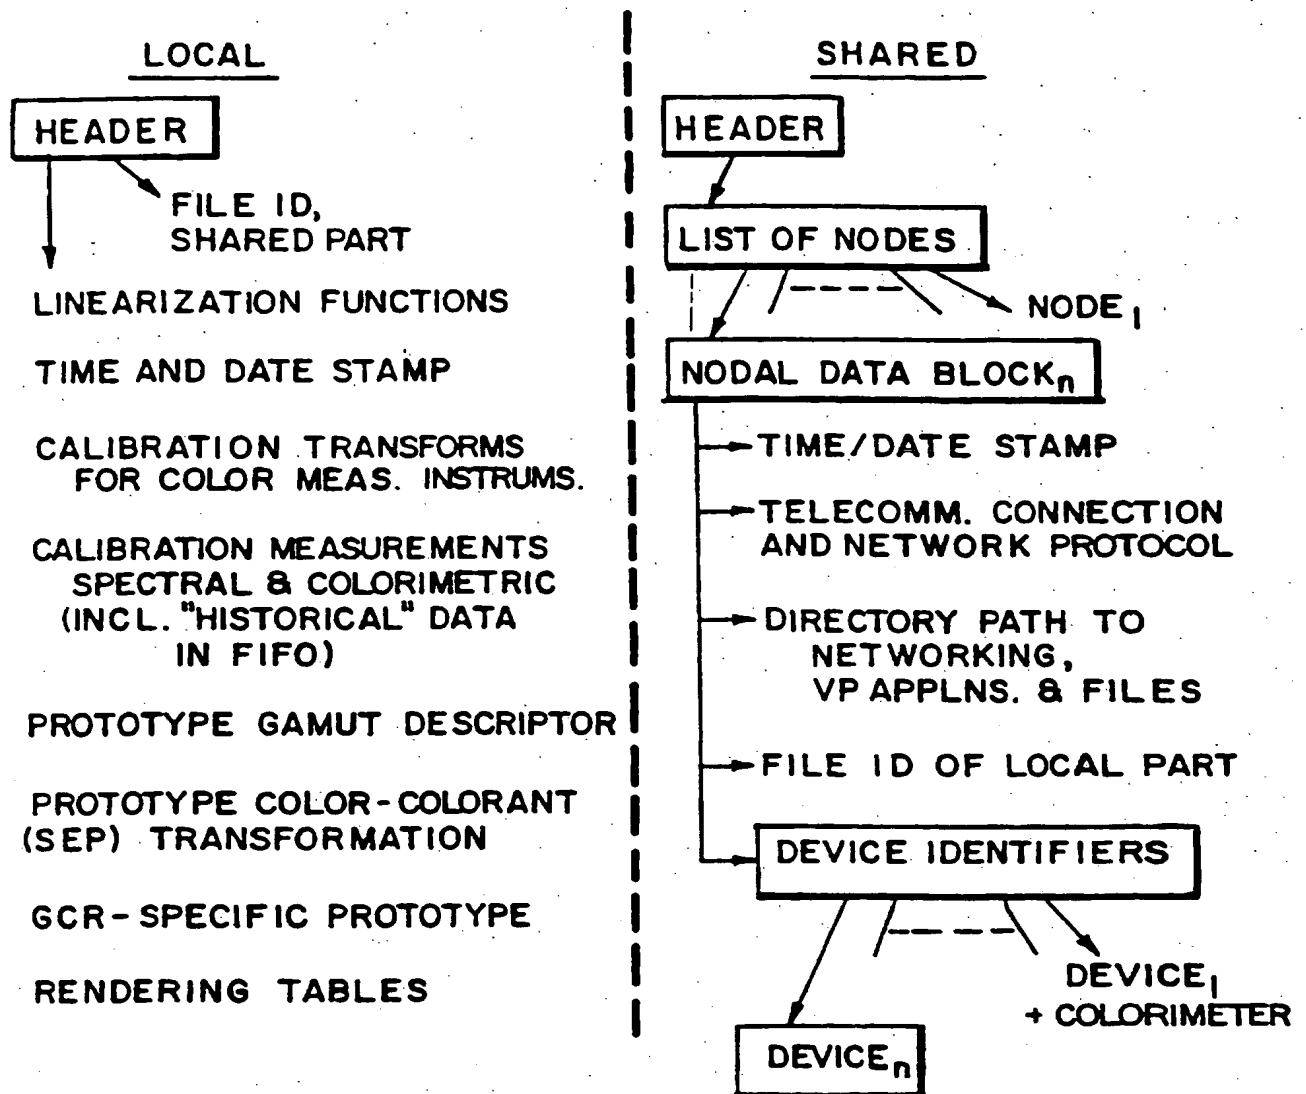 LOCAL
HEADER
FILE ID,
SHARED PART
LINEARIZATION FUNCTIONS
TIME AND DATE STAMP
CALIBRATION TRANSFORMS
FOR COLOR MEAS. INSTRUMS.
CALIBRATION MEASUREMENTS
SPECTRAL & COLORIMETRIC
(INCL. "HISTORICAL" DATA
IN FIFO)
PROTOTYPE GAMUT DESCRIPTOR
PROTOTYPE COLOR-COLORANT
(SEP) TRANSFORMATION
GCR-SPECIFIC PROTOTYPE
RENDERING TABLES
SHARED
HEADER
LIST OF NODES
NODE1
NODAL DATA BLOCKn
TIME/DATE STAMP
TELECOMM. CONNECTION
AND NETWORK PROTOCOL
DIRECTORY PATH TO
NETWORKING,
VP APPLNS. & FILES
FILE ID OF LOCAL PART
DEVICE IDENTIFIERS
DEVICE1
+ COLORIMETER
DEVICEn